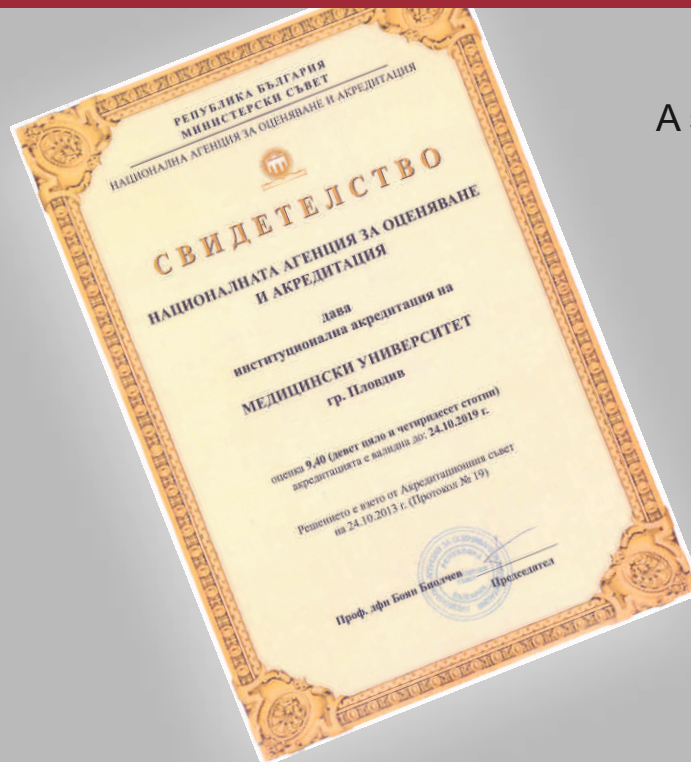 РЕПУБЛИКА БЪЛГАРИЯ
МИНИСТЕРСКИ СЪВЕТ
НАЦИОНАЛНА АГЕНЦИЯ ЗА ОЦЕНЯВАНЕ И АКРЕДИТАЦИЯ
СВИДЕТЕЛСТВО
НАЦИОНАЛНАТА АГЕНЦИЯ ЗА ОЦЕНЯВАНЕ
И АКРЕДИТАЦИЯ
дава
институционална акредитация на
МЕДИЦИНСКИ УНИВЕРСИТЕТ
гр. Пловдив
оценка 9,40 (девет цяло и четиридесет стотни)
акредитацията е валидна до: 24.10.2019 г.
Решението е взето от Акредитационния съвет
на 24.10.2013 г. (Протокол № 19)
Проф. дфн Боян Биолчев
Председател
A